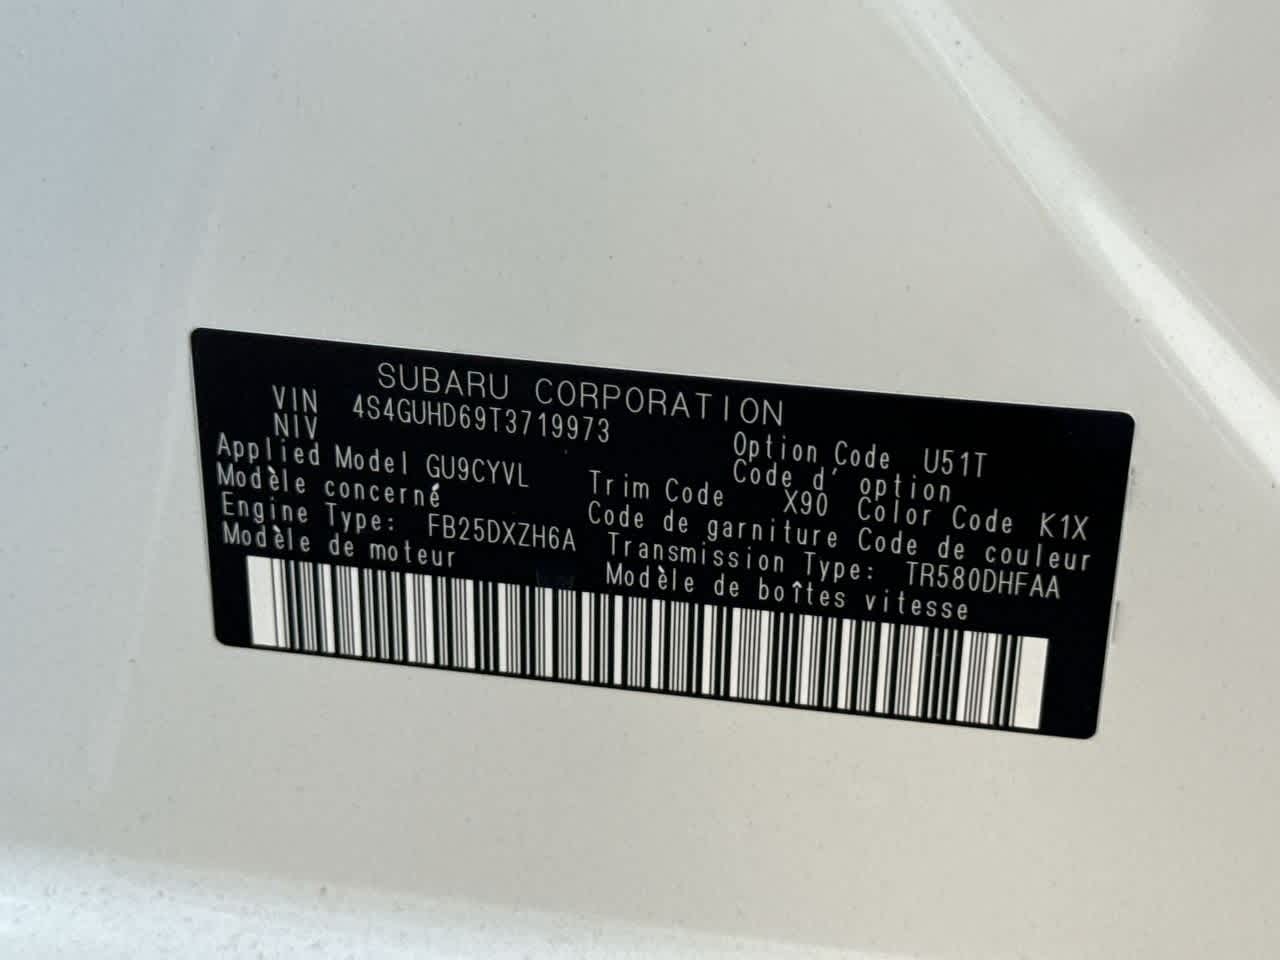 SUBARU CORPORATION
VIN 4S4GUHD69T3719973
NIV
Option Code U51T
Code d' option
Applied Model GU9CYVL
Modèle concerné
Trim Code X90 Color Code K1X
Code de garniture Code de couleur
Engine Type: FB25DXZH6A
Modèle de moteur
Transmission Type: TR580DHFAA
Modèle de boîtes vitesse